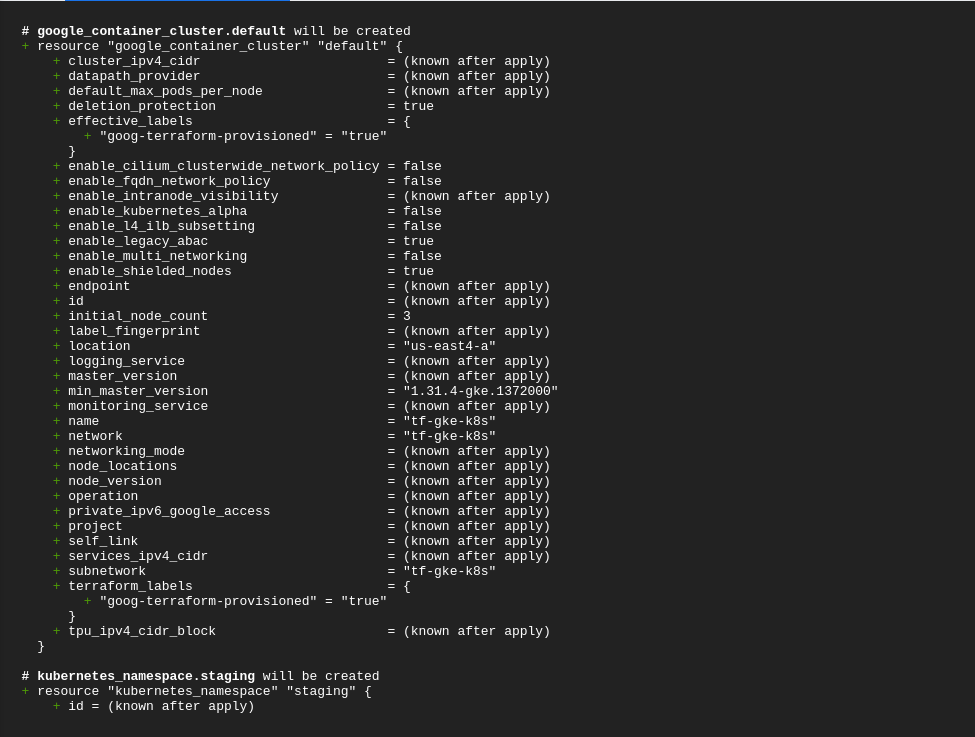 # google_container_cluster.default will be created
+ resource "google_container_cluster" "default" {
    + cluster_ipv4_cidr                        = (known after apply)
    + datapath_provider                        = (known after apply)
    + default_max_pods_per_node                = (known after apply)
    + deletion_protection                      = true
    + effective_labels                         = {
        + "goog-terraform-provisioned" = "true"
      }
    + enable_cilium_clusterwide_network_policy = false
    + enable_fqdn_network_policy               = false
    + enable_intranode_visibility              = (known after apply)
    + enable_kubernetes_alpha                  = false
    + enable_l4_ilb_subsetting                 = false
    + enable_legacy_abac                       = true
    + enable_multi_networking                  = false
    + enable_shielded_nodes                    = true
    + endpoint                                 = (known after apply)
    + id                                       = (known after apply)
    + initial_node_count                       = 3
    + label_fingerprint                        = (known after apply)
    + location                                 = "us-east4-a"
    + logging_service                          = (known after apply)
    + master_version                           = (known after apply)
    + min_master_version                       = "1.31.4-gke.1372000"
    + monitoring_service                       = (known after apply)
    + name                                     = "tf-gke-k8s"
    + network                                  = "tf-gke-k8s"
    + networking_mode                          = (known after apply)
    + node_locations                           = (known after apply)
    + node_version                             = (known after apply)
    + operation                                = (known after apply)
    + private_ipv6_google_access               = (known after apply)
    + project                                  = (known after apply)
    + self_link                                = (known after apply)
    + services_ipv4_cidr                       = (known after apply)
    + subnetwork                               = "tf-gke-k8s"
    + terraform_labels                         = {
        + "goog-terraform-provisioned" = "true"
      }
    + tpu_ipv4_cidr_block                      = (known after apply)
  }

# kubernetes_namespace.staging will be created
+ resource "kubernetes_namespace" "staging" {
    + id = (known after apply)